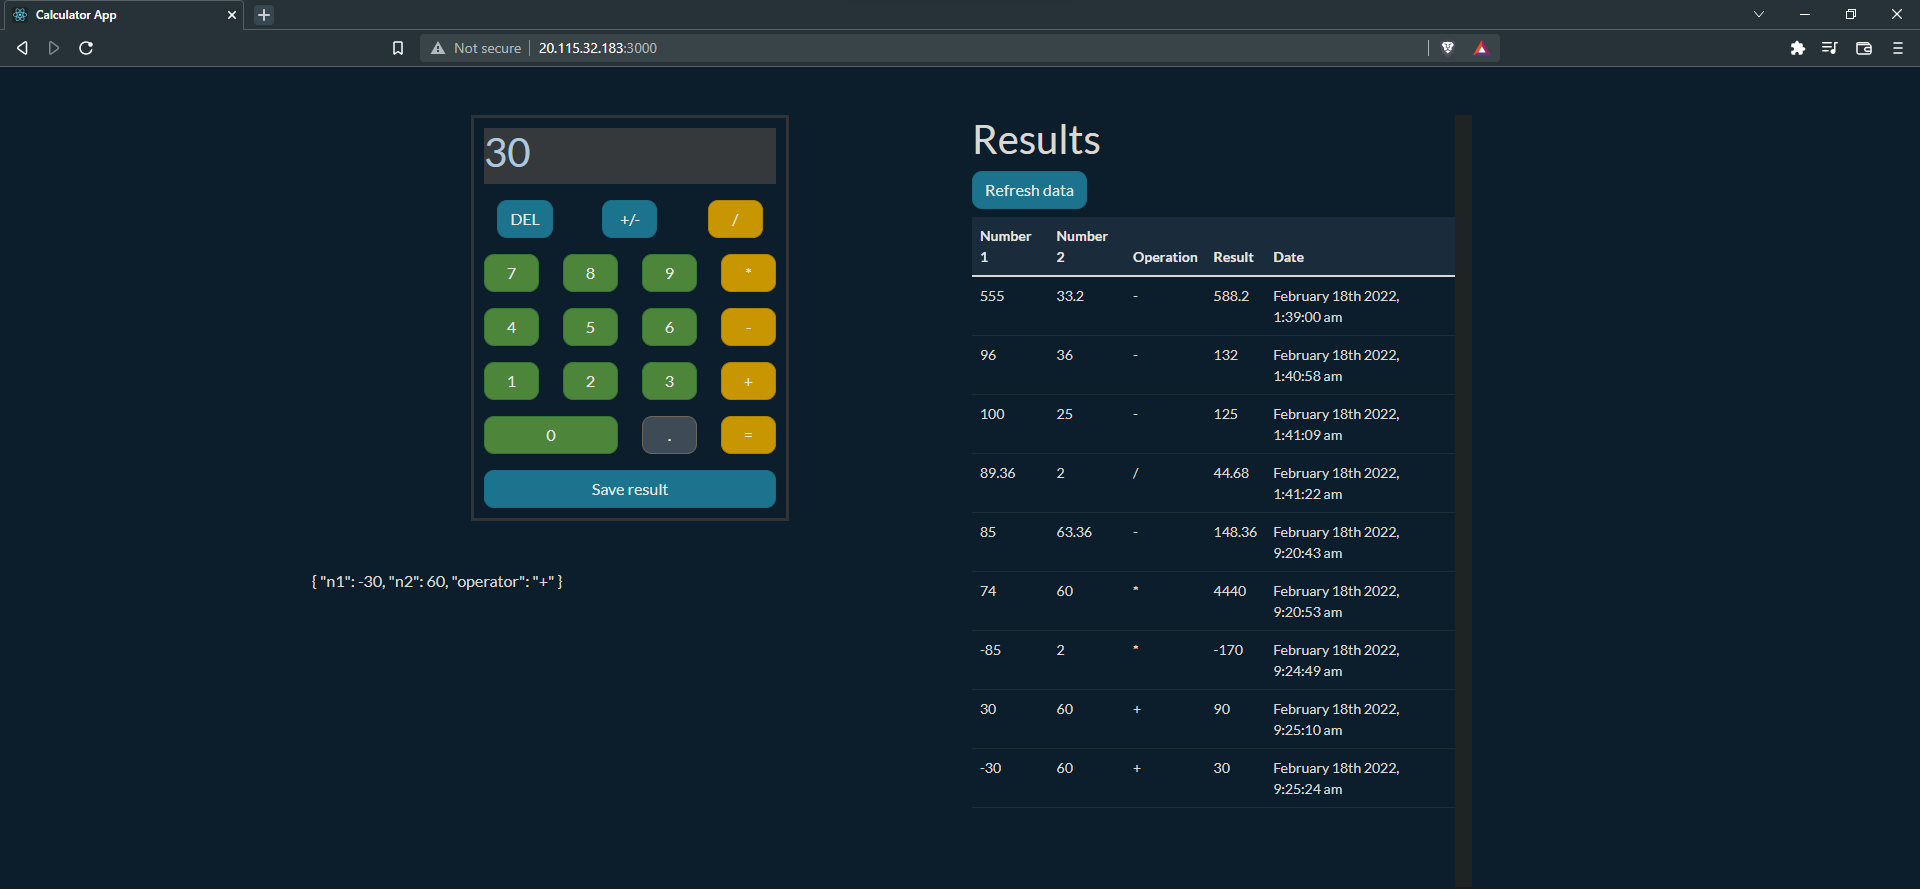 Calculator App
Not secure
20.115.32.183:3000
30
DEL +/- /
7 8 9 *
4 5 6 -
1 2 3 +
0 . =
Save result
{ "n1": -30, "n2": 60, "operator": "+" }
Results
Refresh data
Number 1 Number 2 Operation Result Date
555 33.2 - 588.2 February 18th 2022,
1:39:00 am
96 36 - 132 February 18th 2022,
1:40:58 am
100 25 - 125 February 18th 2022,
1:41:09 am
89.36 2 / 44.68 February 18th 2022,
1:41:22 am
85 63.36 - 148.36 February 18th 2022,
9:20:43 am
74 60 * 4440 February 18th 2022,
9:20:53 am
-85 2 * -170 February 18th 2022,
9:24:49 am
30 60 + 90 February 18th 2022,
9:25:10 am
-30 60 + 30 February 18th 2022,
9:25:24 am